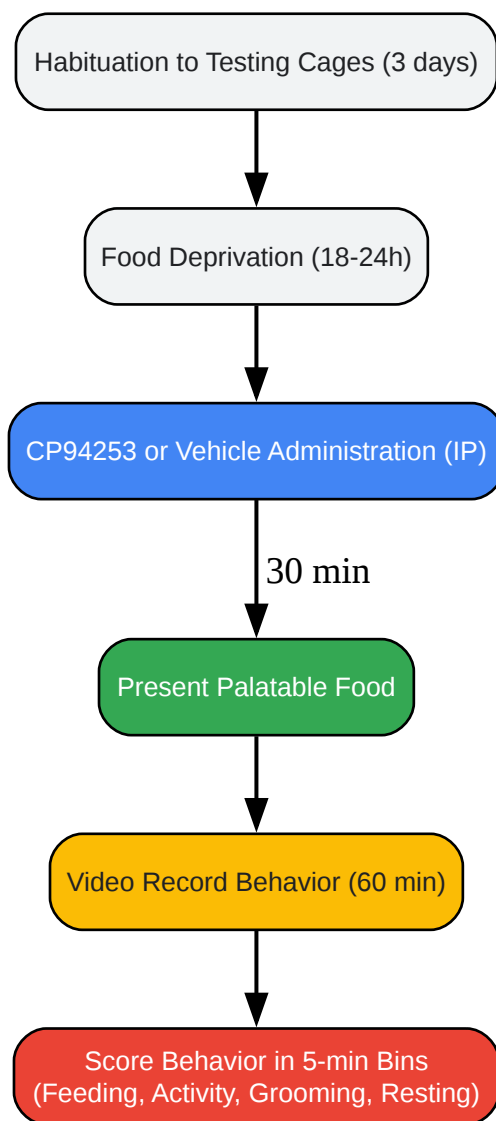 Habituation to Testing Cages (3 days)
Food Deprivation (18-24h)
CP94253 or Vehicle Administration (IP)
30 min
Present Palatable Food
Video Record Behavior (60 min)
Score Behavior in 5-min Bins
(Feeding, Activity, Grooming, Resting)